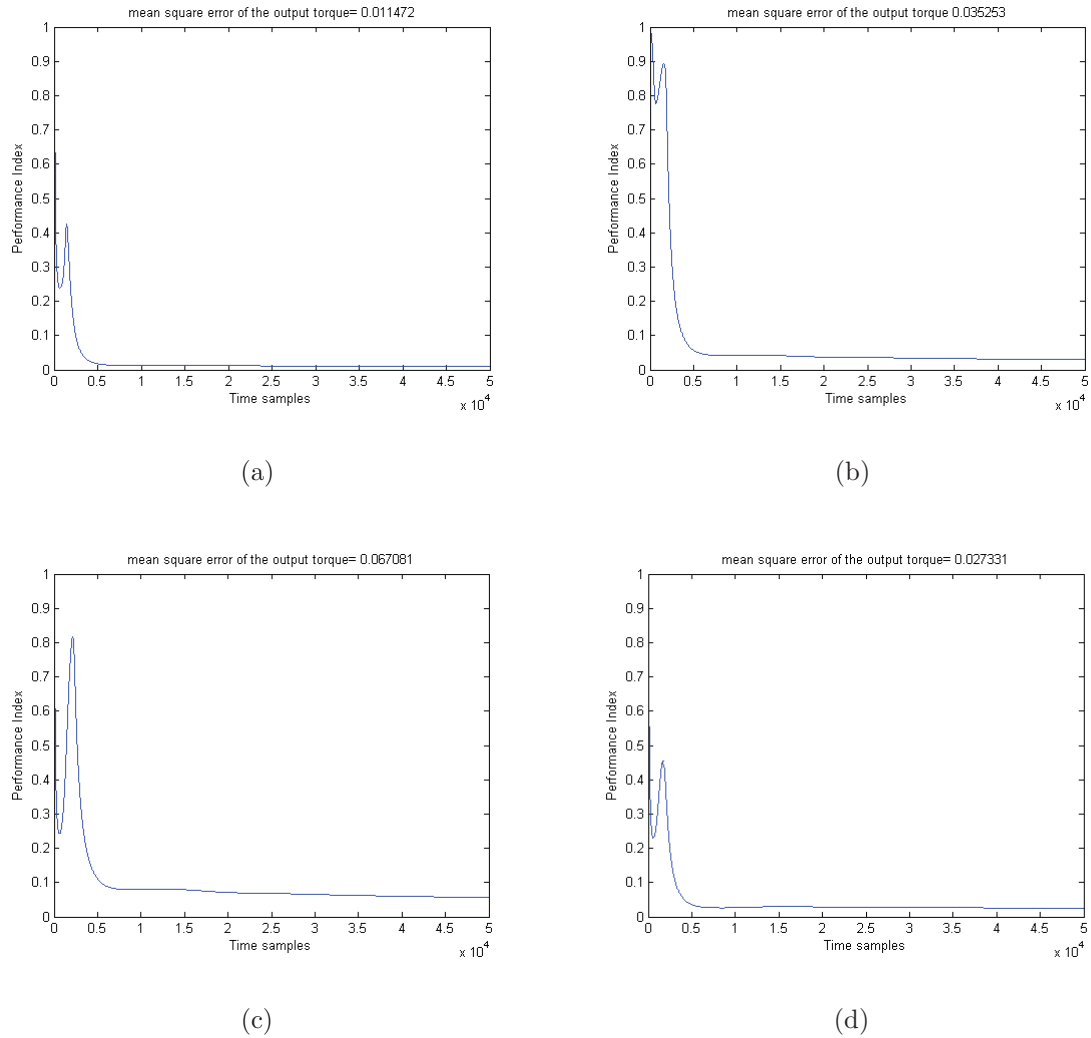 mean square error of the output torque= 0.011472
1
0.9
0.8
0.7
0.6
0.5
0.4
0.3
0.2
0.1
0
Performance Index
0 0.5 1 1.5 2 2.5 3 3.5 4 4.5 5
Time samples
x 10^4
(a)
mean square error of the output torque 0.035253
1
0.9
0.8
0.7
0.6
0.5
0.4
0.3
0.2
0.1
0
Performance Index
0 0.5 1 1.5 2 2.5 3 3.5 4 4.5 5
Time samples
x 10^4
(b)
mean square error of the output torque= 0.067081
1
0.9
0.8
0.7
0.6
0.5
0.4
0.3
0.2
0.1
0
Performance Index
0 0.5 1 1.5 2 2.5 3 3.5 4 4.5 5
Time samples
x 10^4
(c)
mean square error of the output torque= 0.027331
1
0.9
0.8
0.7
0.6
0.5
0.4
0.3
0.2
0.1
0
Performance Index
0 0.5 1 1.5 2 2.5 3 3.5 4 4.5 5
Time samples
x 10^4
(d)